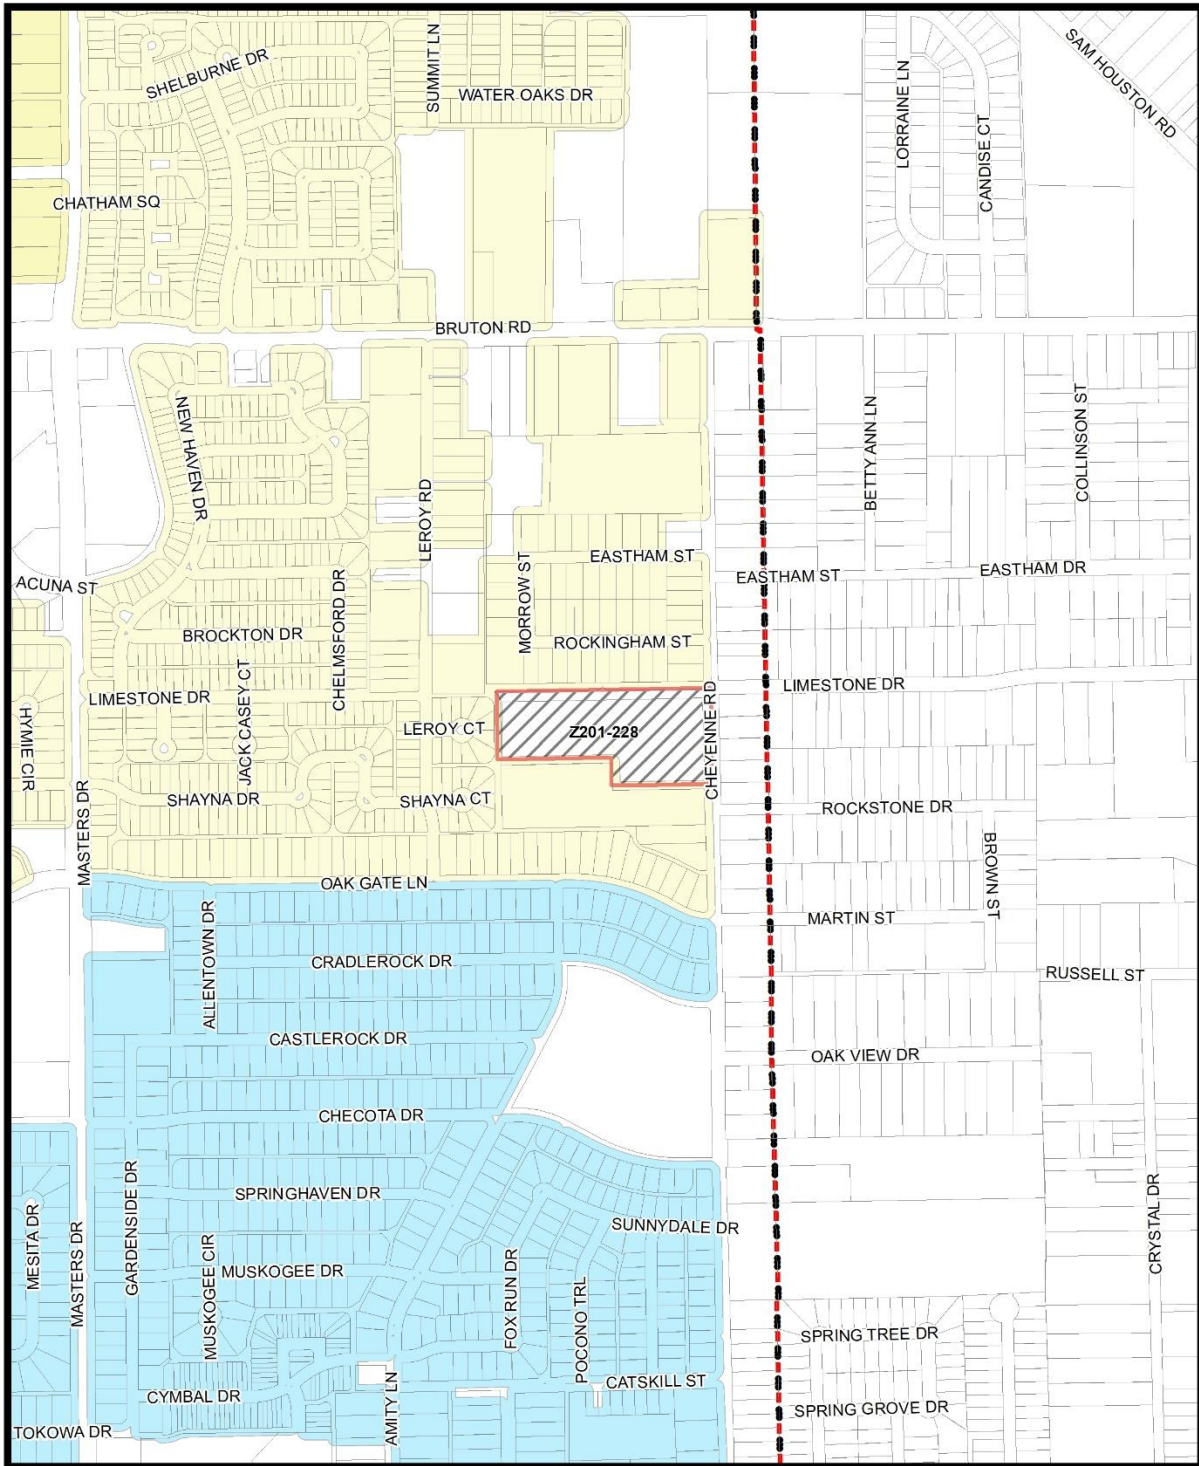 SAM HOUSTON RD
SHELBURNE DR
SUMMIT LN
WATER OAKS DR
LORRAINE LN
CANDISE CT
CHATHAM SQ
BRUTON RD
NEW HAVEN DR
BETTY ANN LN
COLLINSON ST
LEROY RD
MORROW ST
EASTHAM ST
EASTHAM ST
EASTHAM DR
ACUNA ST
CHELMSFORD DR
BROCKTON DR
ROCKINGHAM ST
JACK CASEY CT
LIMESTONE DR
LIMESTONE DR
HYMIE CIR
LEROY CT
Z201-228
CHEYENNE RD
MASTERS DR
SHAYNA DR
SHAYNA CT
ROCKSTONE DR
BROWN ST
OAK GATE LN
MARTIN ST
ALLENTOWN DR
CRADLEROCK DR
RUSSELL ST
CASTLEROCK DR
OAK VIEW DR
CHECOTA DR
MESITA DR
MASTERS DR
GARDENSIDE DR
SPRINGHAVEN DR
SUNNYDALE DR
CRYSTAL DR
MUSKOGEE CIR
MUSKOGEE DR
FOX RUN DR
POCONO TRL
SPRING TREE DR
CYMBAL DR
AMITY LN
CATSKILL ST
SPRING GROVE DR
TOKOWA DR